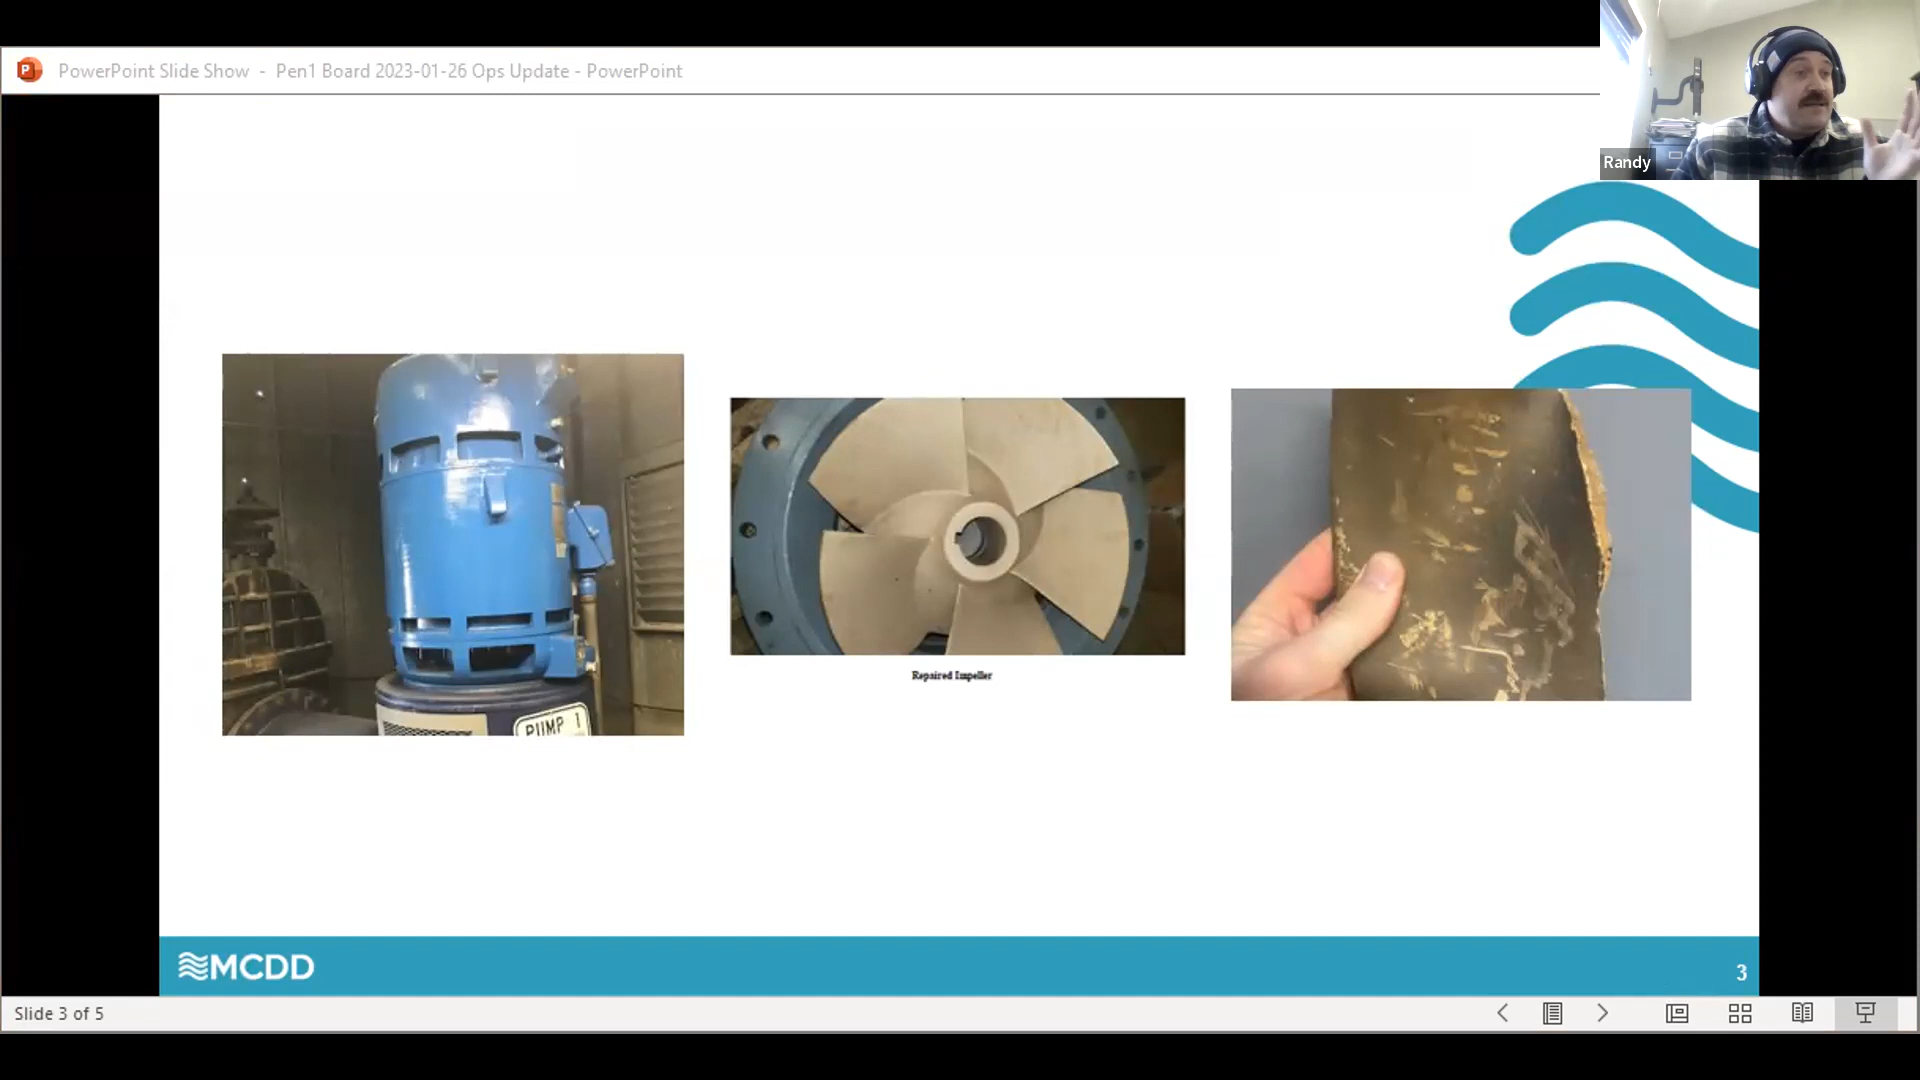 PowerPoint Slide Show - Pen1 Board 2023-01-26 Ops Update - PowerPoint
Randy
PUMP 1
Repaired Impeller
MCDD
3
Slide 3 of 5